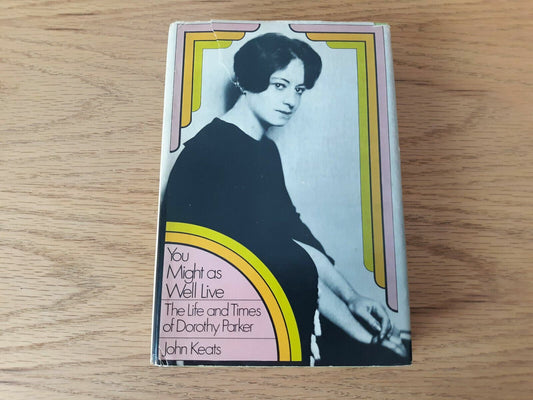 You
Might as
Well Live
The Life and Times
of Dorothy Parker
John Keats